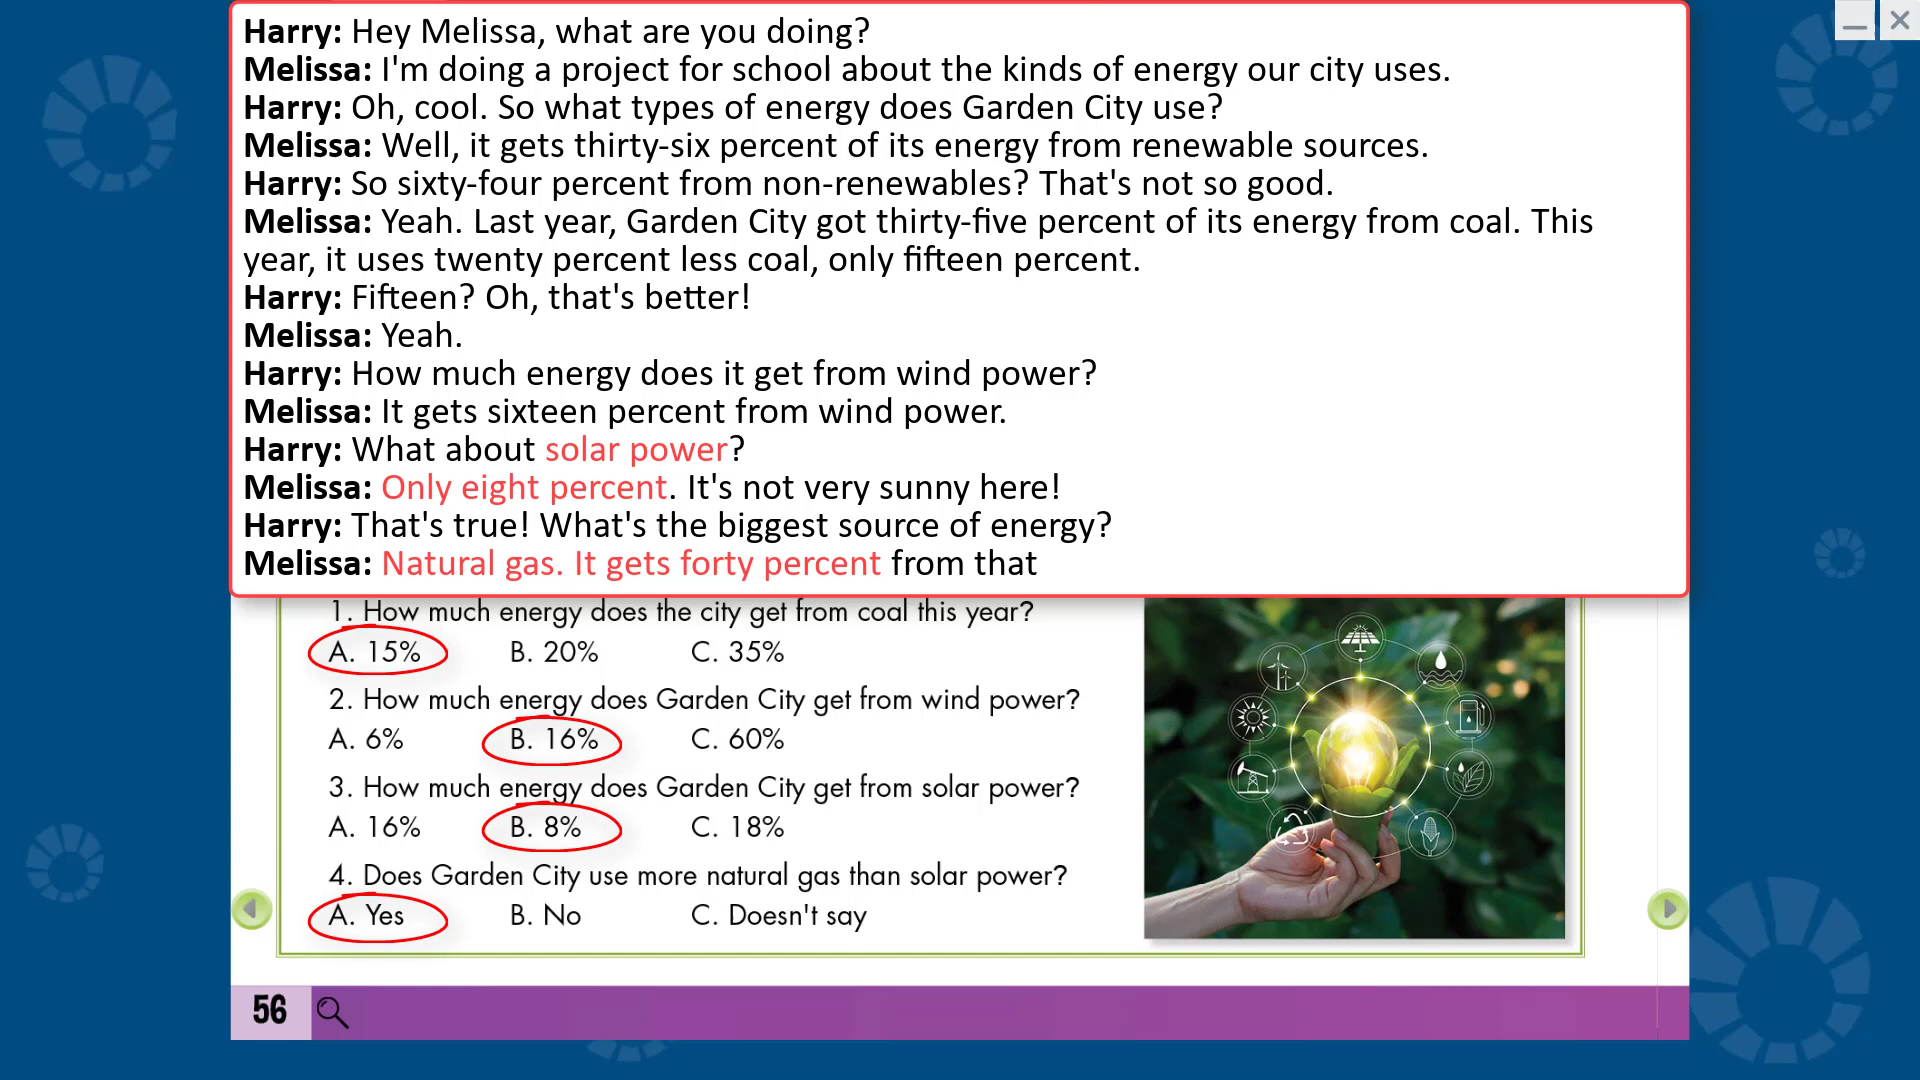 Harry: Hey Melissa, what are you doing?
Melissa: I'm doing a project for school about the kinds of energy our city uses.
Harry: Oh, cool. So what types of energy does Garden City use?
Melissa: Well, it gets thirty-six percent of its energy from renewable sources.
Harry: So sixty-four percent from non-renewables? That's not so good.
Melissa: Yeah. Last year, Garden City got thirty-five percent of its energy from coal. This
year, it uses twenty percent less coal, only fifteen percent.
Harry: Fifteen? Oh, that's better!
Melissa: Yeah.
Harry: How much energy does it get from wind power?
Melissa: It gets sixteen percent from wind power.
Harry: What about solar power?
Melissa: Only eight percent. It's not very sunny here!
Harry: That's true! What's the biggest source of energy?
Melissa: Natural gas. It gets forty percent from that
1. How much energy does the city get from coal this year?
A. 15% B. 20% C. 35%
2. How much energy does Garden City get from wind power?
A. 6% B. 16% C. 60%
3. How much energy does Garden City get from solar power?
A. 16% B. 8% C. 18%
4. Does Garden City use more natural gas than solar power?
A. Yes B. No C. Doesn't say
56